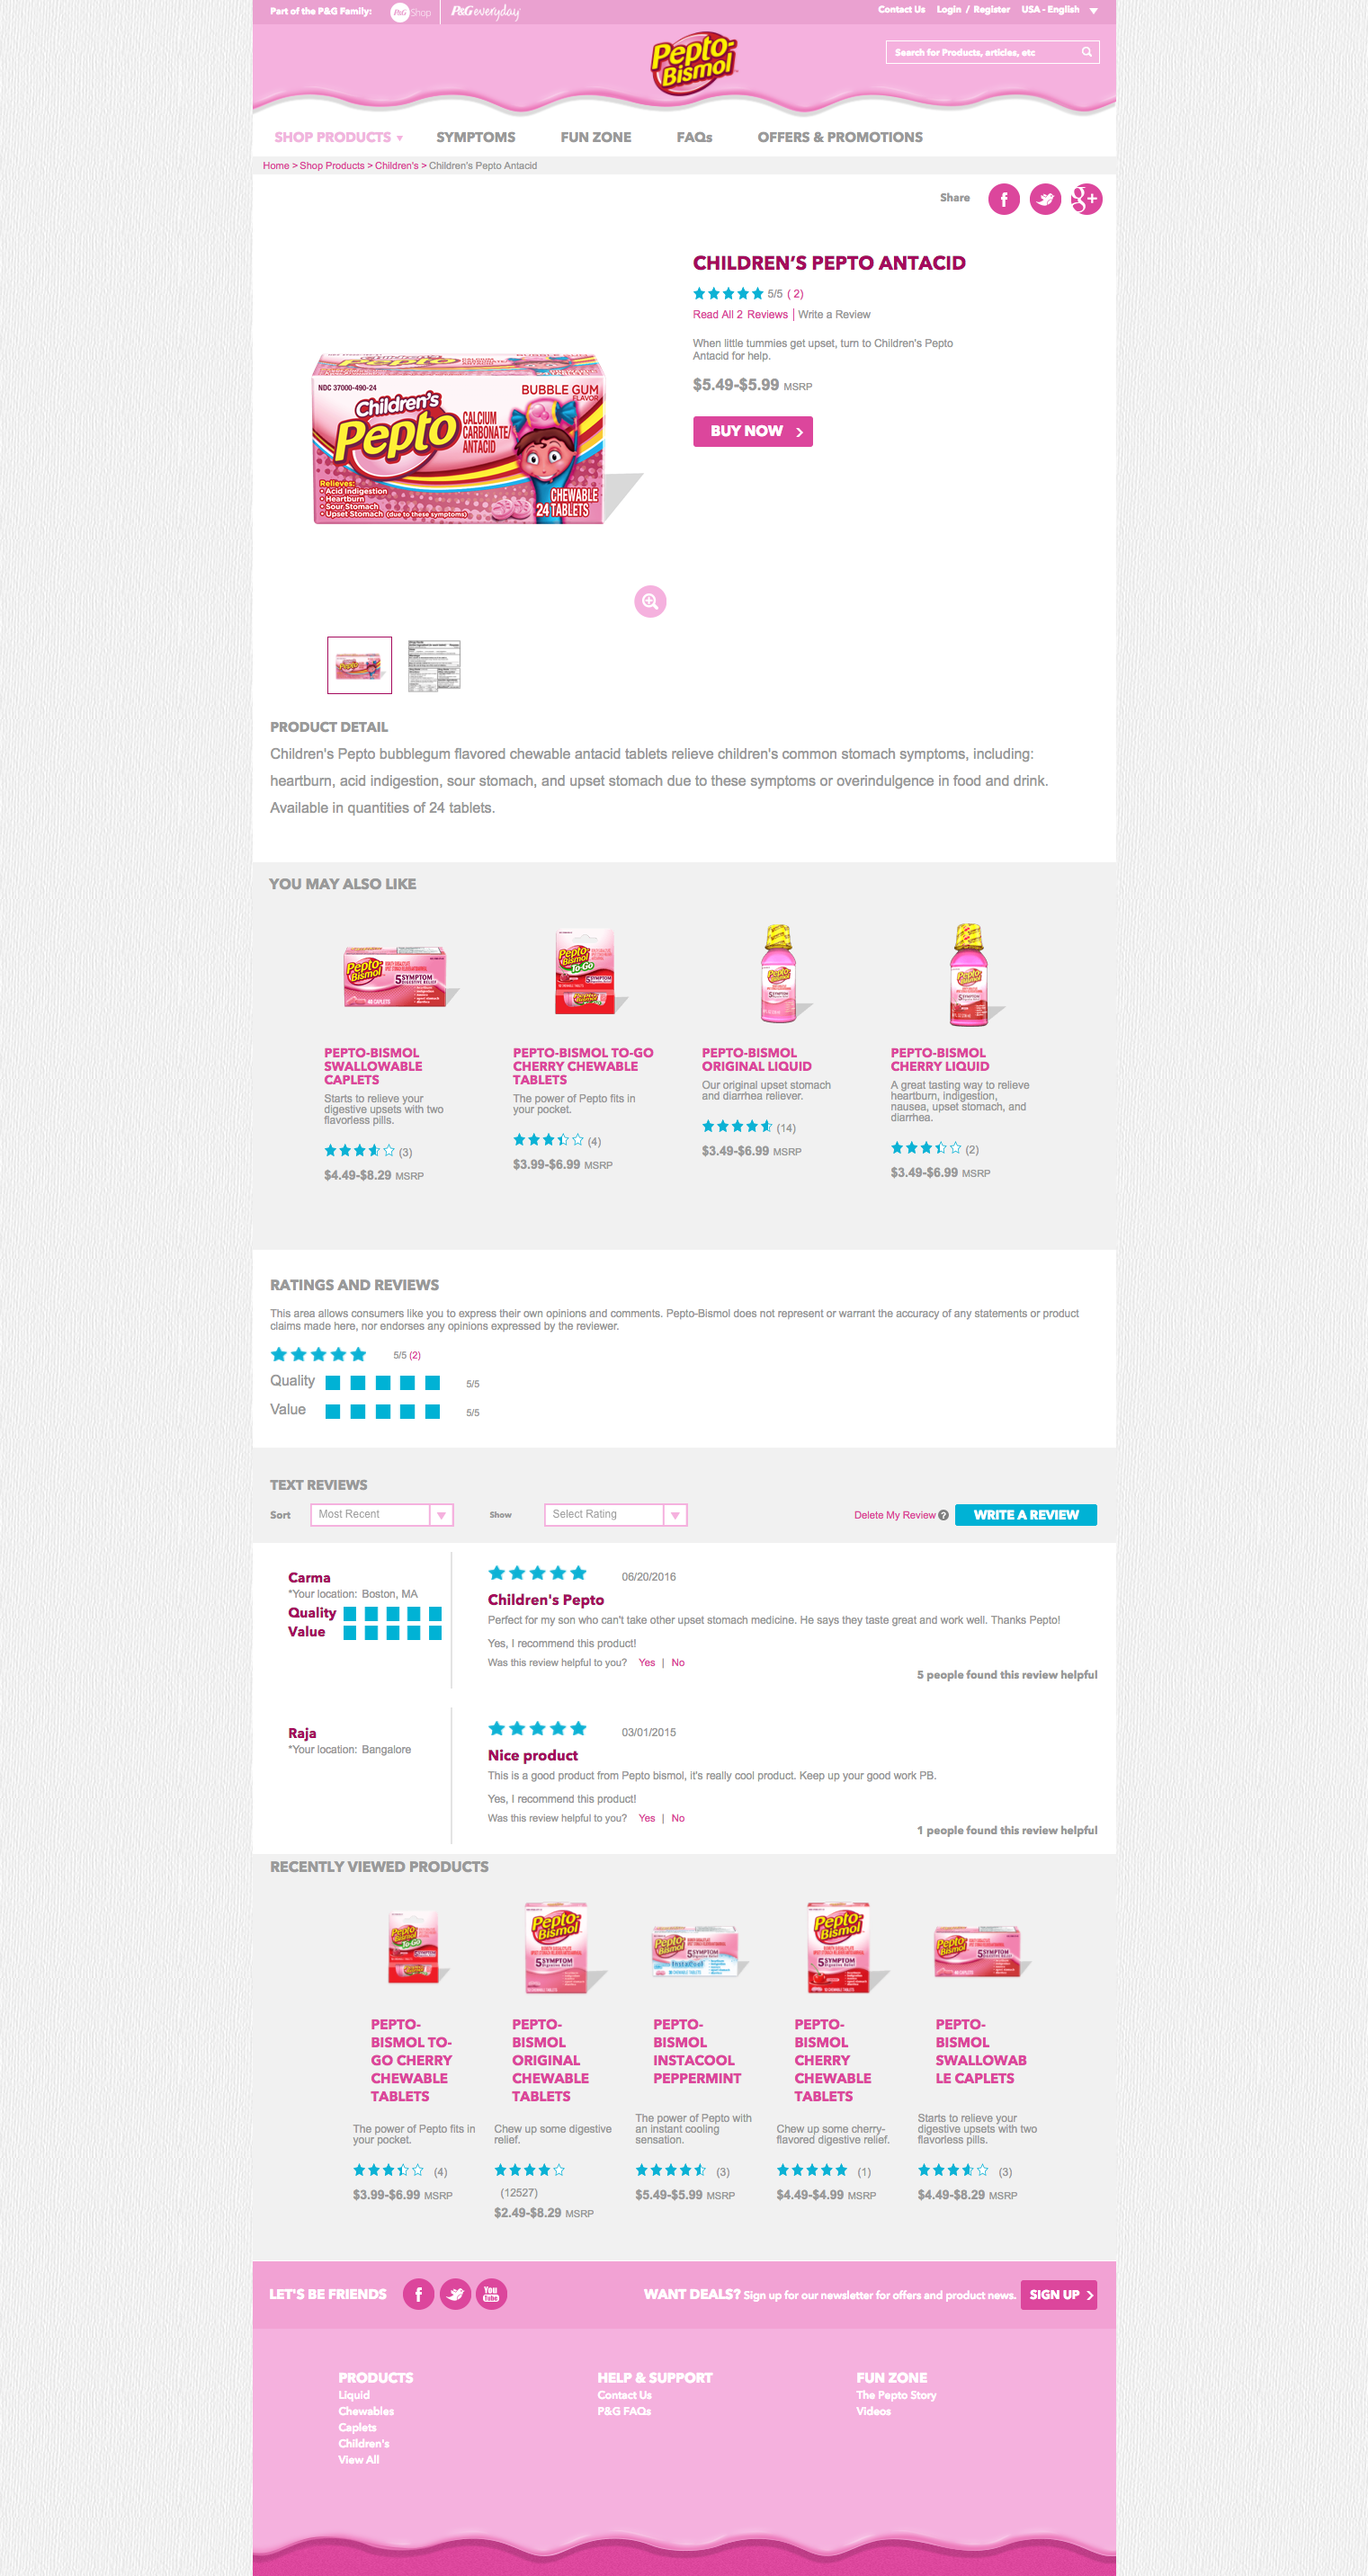 Part of the P&G Family:
P&G Shop
P&G everyday
Contact Us
Login / Register
USA - English
Pepto-
Bismol
Search for Products, articles, etc
SHOP PRODUCTS
SYMPTOMS
FUN ZONE
FAQs
OFFERS & PROMOTIONS
Home > Shop Products > Children's > Children's Pepto Antacid
Share
f
g+
CHILDREN'S PEPTO ANTACID
5/5 ( 2)
Read All 2 Reviews | Write a Review
When little tummies get upset, turn to Children's Pepto
Antacid for help.
$5.49-$5.99 MSRP
BUY NOW
NDC 37000-490-24
BUBBLE GUM
FLAVOR
Children's
Pepto
CALCIUM
CARBONATE/
ANTACID
Relieves:
• Acid Indigestion
• Heartburn
• Sour Stomach
• Upset Stomach (due to these symptoms)
CHEWABLE
24 TABLETS
PRODUCT DETAIL
Children's Pepto bubblegum flavored chewable antacid tablets relieve children's common stomach symptoms, including:
heartburn, acid indigestion, sour stomach, and upset stomach due to these symptoms or overindulgence in food and drink.
Available in quantities of 24 tablets.
YOU MAY ALSO LIKE
PEPTO-BISMOL
SWALLOWABLE
CAPLETS
Starts to relieve your
digestive upsets with two
flavorless pills.
(3)
$4.49-$8.29 MSRP
PEPTO-BISMOL TO-GO
CHERRY CHEWABLE
TABLETS
The power of Pepto fits in
your pocket.
(4)
$3.99-$6.99 MSRP
PEPTO-BISMOL
ORIGINAL LIQUID
Our original upset stomach
and diarrhea reliever.
(14)
$3.49-$6.99 MSRP
PEPTO-BISMOL
CHERRY LIQUID
A great tasting way to relieve
heartburn, indigestion,
nausea, upset stomach, and
diarrhea.
(2)
$3.49-$6.99 MSRP
RATINGS AND REVIEWS
This area allows consumers like you to express their own opinions and comments. Pepto-Bismol does not represent or warrant the accuracy of any statements or product
claims made here, nor endorses any opinions expressed by the reviewer.
5/5 (2)
Quality 5/5
Value 5/5
TEXT REVIEWS
Sort
Most Recent
Show
Select Rating
Delete My Review ?
WRITE A REVIEW
Carma
*Your location: Boston, MA
Quality
Value
06/20/2016
Children's Pepto
Perfect for my son who can't take other upset stomach medicine. He says they taste great and work well. Thanks Pepto!
Yes, I recommend this product!
Was this review helpful to you? Yes | No
5 people found this review helpful
Raja
*Your location: Bangalore
03/01/2015
Nice product
This is a good product from Pepto bismol, it's really cool product. Keep up your good work PB.
Yes, I recommend this product!
Was this review helpful to you? Yes | No
1 people found this review helpful
RECENTLY VIEWED PRODUCTS
PEPTO-
BISMOL TO-
GO CHERRY
CHEWABLE
TABLETS
The power of Pepto fits in
your pocket.
(4)
$3.99-$6.99 MSRP
PEPTO-
BISMOL
ORIGINAL
CHEWABLE
TABLETS
Chew up some digestive
relief.
(12527)
$2.49-$8.29 MSRP
PEPTO-
BISMOL
INSTACOOL
PEPPERMINT
The power of Pepto with
an instant cooling
sensation.
(3)
$5.49-$5.99 MSRP
PEPTO-
BISMOL
CHERRY
CHEWABLE
TABLETS
Chew up some cherry-
flavored digestive relief.
(1)
$4.49-$4.99 MSRP
PEPTO-
BISMOL
SWALLOWAB
LE CAPLETS
Starts to relieve your
digestive upsets with two
flavorless pills.
(3)
$4.49-$8.29 MSRP
LET'S BE FRIENDS
f
You
Tube
WANT DEALS? Sign up for our newsletter for offers and product news.
SIGN UP
PRODUCTS
Liquid
Chewables
Caplets
Children's
View All
HELP & SUPPORT
Contact Us
P&G FAQs
FUN ZONE
The Pepto Story
Videos